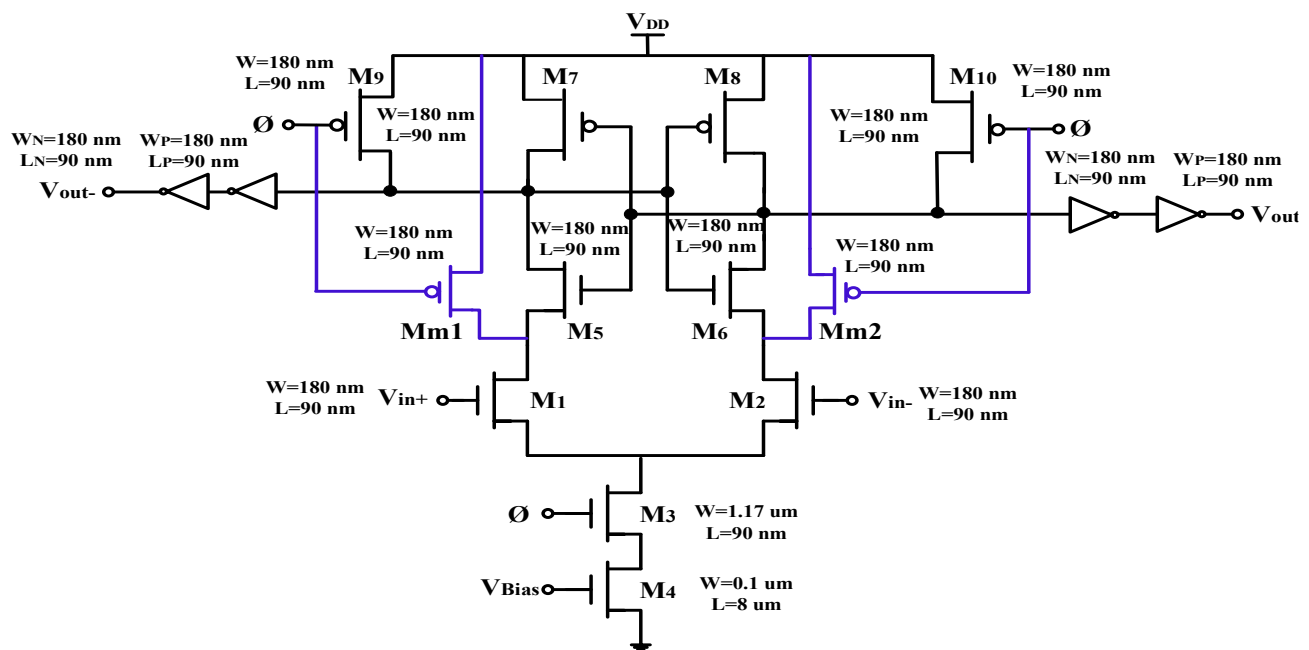 VDD
W=180 nm
L=90 nm
M9
M7
M8
M10
W=180 nm
L=90 nm
Ø
W=180 nm
L=90 nm
W=180 nm
L=90 nm
Ø
WN=180 nm
LN=90 nm
WP=180 nm
LP=90 nm
WN=180 nm
LN=90 nm
WP=180 nm
LP=90 nm
Vout-
Vout
W=180 nm
L=90 nm
W=180 nm
L=90 nm
W=180 nm
L=90 nm
W=180 nm
L=90 nm
Mm1
M5
M6
Mm2
W=180 nm
L=90 nm
Vin+
M1
M2
Vin-
W=180 nm
L=90 nm
Ø
M3
W=1.17 um
L=90 nm
VBias
M4
W=0.1 um
L=8 um